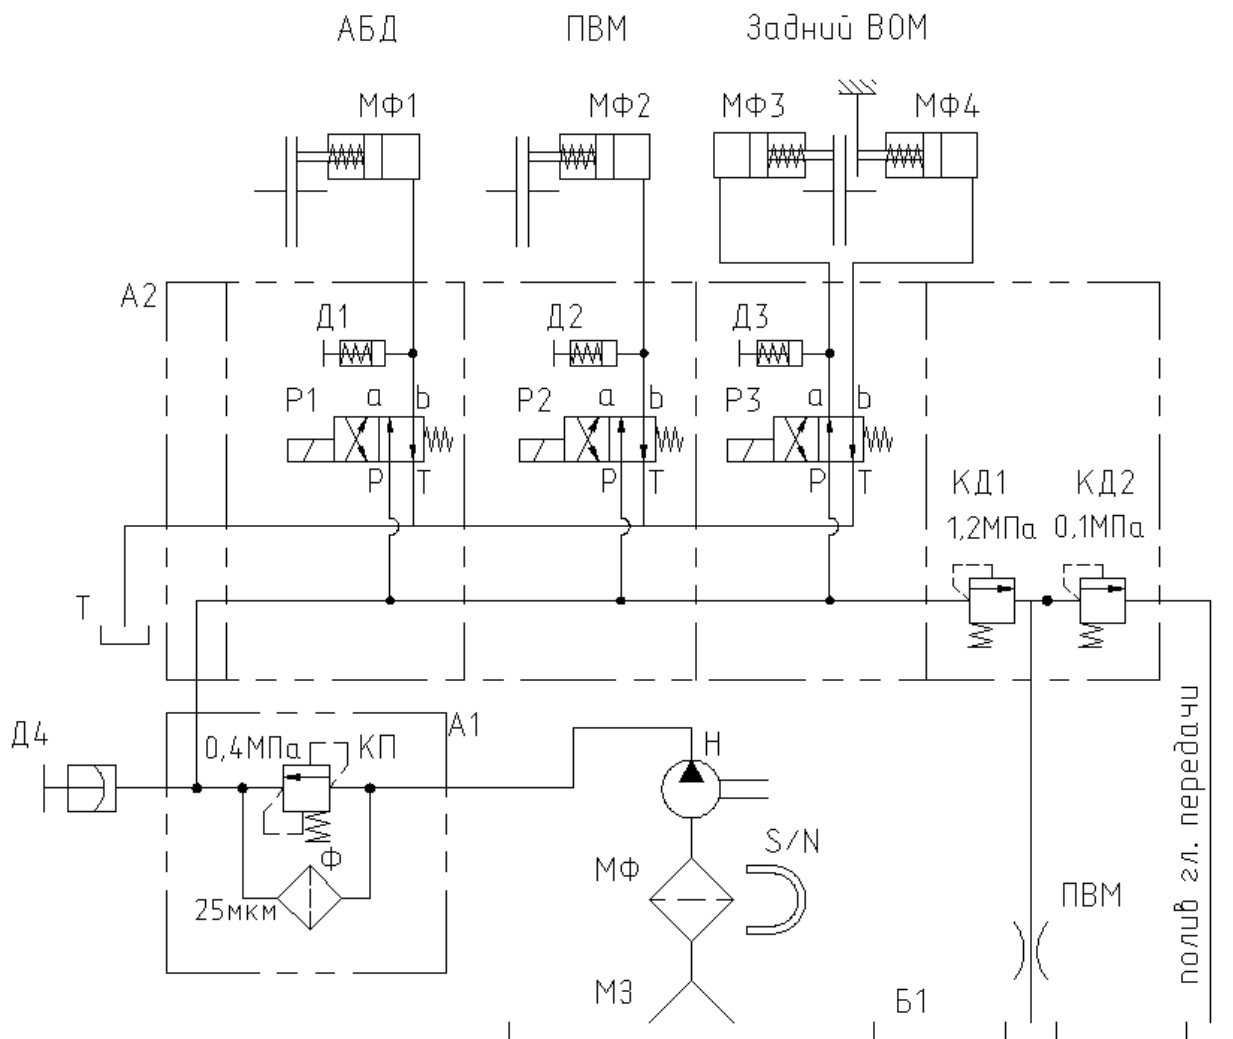 АБД ПВМ Задний ВОМ
МФ1 МФ2 МФ3 МФ4
А2
Д1 Д2 Д3
Р1 а b Р2 а b Р3 а b
Р Т Р Т Р Т
КД1 КД2
1,2МПа 0,1МПа
Т
Д4
0,4МПа КП А1
Н
S/N
Ф
МФ
25мкм
ПВМ
МЗ
Б1
полив гл. передачи